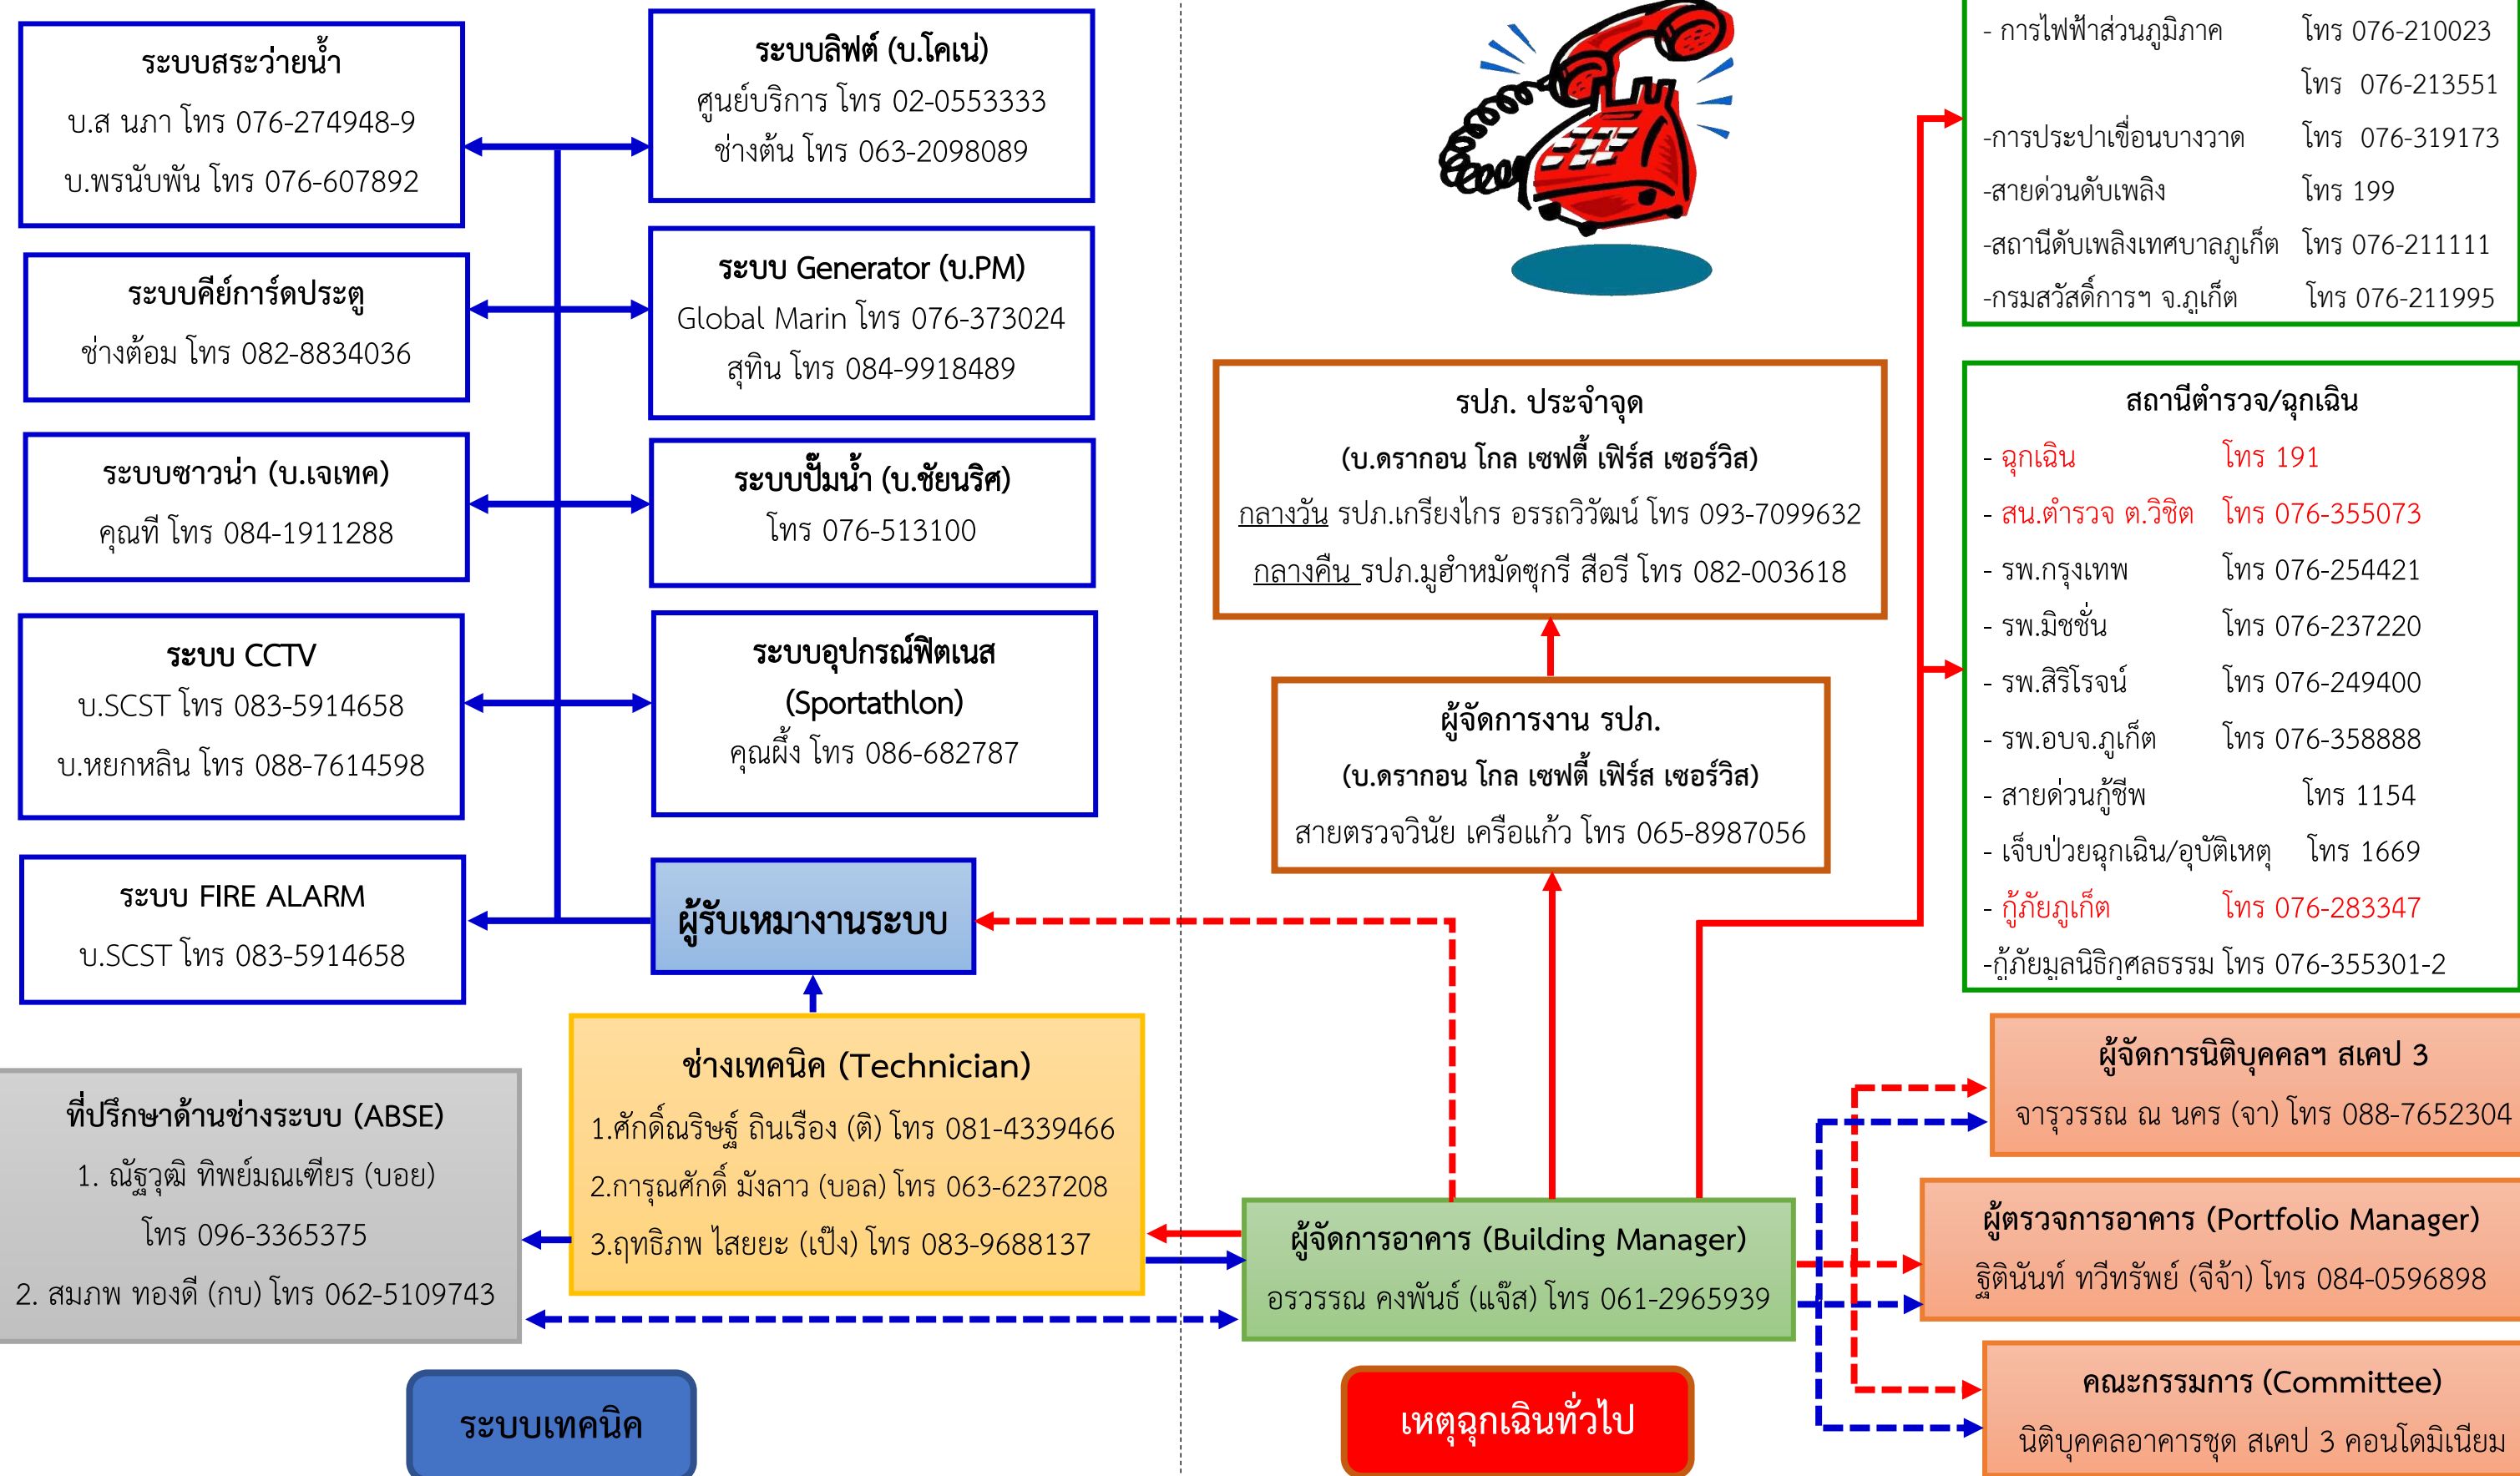 ระบบสระว่ายน้ำ
บ.ส นภา โทร 076-274948-9
บ.พรนับพัน โทร 076-607892
ระบบลิฟต์ (บ.โคเน่)
ศูนย์บริการ โทร 02-0553333
ช่างต้น โทร 063-2098089
ระบบคีย์การ์ดประตู
ช่างต้อม โทร 082-8834036
ระบบ Generator (บ.PM)
Global Marin โทร 076-373024
สุทิน โทร 084-9918489
ระบบซาวน่า (บ.เจเทค)
คุณที โทร 084-1911288
ระบบปั๊มน้ำ (บ.ชัยนริศ)
โทร 076-513100
ระบบ CCTV
บ.SCST โทร 083-5914658
บ.หยกหลิน โทร 088-7614598
ระบบอุปกรณ์ฟิตเนส
(Sportathlon)
คุณผึ้ง โทร 086-682787
ระบบ FIRE ALARM
บ.SCST โทร 083-5914658
ผู้รับเหมางานระบบ
ช่างเทคนิค (Technician)
1.ศักดิ์ณริษฐ์ ถินเรือง (ติ) โทร 081-4339466
2.การุณศักดิ์ มังลาว (บอล) โทร 063-6237208
3.ฤทธิภพ ไสยยะ (เป๊ง) โทร 083-9688137
ที่ปรึกษาด้านช่างระบบ (ABSE)
1. ณัฐวุฒิ ทิพย์มณเฑียร (บอย)
โทร 096-3365375
2. สมภพ ทองดี (กบ) โทร 062-5109743
ระบบเทคนิค
- การไฟฟ้าส่วนภูมิภาค โทร 076-210023
โทร 076-213551
-การประปาเขื่อนบางวาด โทร 076-319173
-สายด่วนดับเพลิง โทร 199
-สถานีดับเพลิงเทศบาลภูเก็ต โทร 076-211111
-กรมสวัสดิ์การฯ จ.ภูเก็ต โทร 076-211995
รปภ. ประจำจุด
(บ.ดรากอน โกล เซฟตี้ เฟิร์ส เซอร์วิส)
กลางวัน รปภ.เกรียงไกร อรรถวิวัฒน์ โทร 093-7099632
กลางคืน รปภ.มูฮำหมัดซุกรี สือรี โทร 082-003618
ผู้จัดการงาน รปภ.
(บ.ดรากอน โกล เซฟตี้ เฟิร์ส เซอร์วิส)
สายตรวจวินัย เครือแก้ว โทร 065-8987056
สถานีตำรวจ/ฉุกเฉิน
- ฉุกเฉิน โทร 191
- สน.ตำรวจ ต.วิชิต โทร 076-355073
- รพ.กรุงเทพ โทร 076-254421
- รพ.มิชชั่น โทร 076-237220
- รพ.สิริโรจน์ โทร 076-249400
- รพ.อบจ.ภูเก็ต โทร 076-358888
- สายด่วนกู้ชีพ โทร 1154
- เจ็บป่วยฉุกเฉิน/อุบัติเหตุ โทร 1669
- กู้ภัยภูเก็ต โทร 076-283347
-กู้ภัยมูลนิธิกุศลธรรม โทร 076-355301-2
ผู้จัดการอาคาร (Building Manager)
อรวรรณ คงพันธ์ (แจ๊ส) โทร 061-2965939
ผู้จัดการนิติบุคคลฯ สเคป 3
จารุวรรณ ณ นคร (จา) โทร 088-7652304
ผู้ตรวจการอาคาร (Portfolio Manager)
ฐิตินันท์ ทวีทรัพย์ (จีจ้า) โทร 084-0596898
คณะกรรมการ (Committee)
นิติบุคคลอาคารชุด สเคป 3 คอนโดมิเนียม
เหตุฉุกเฉินทั่วไป